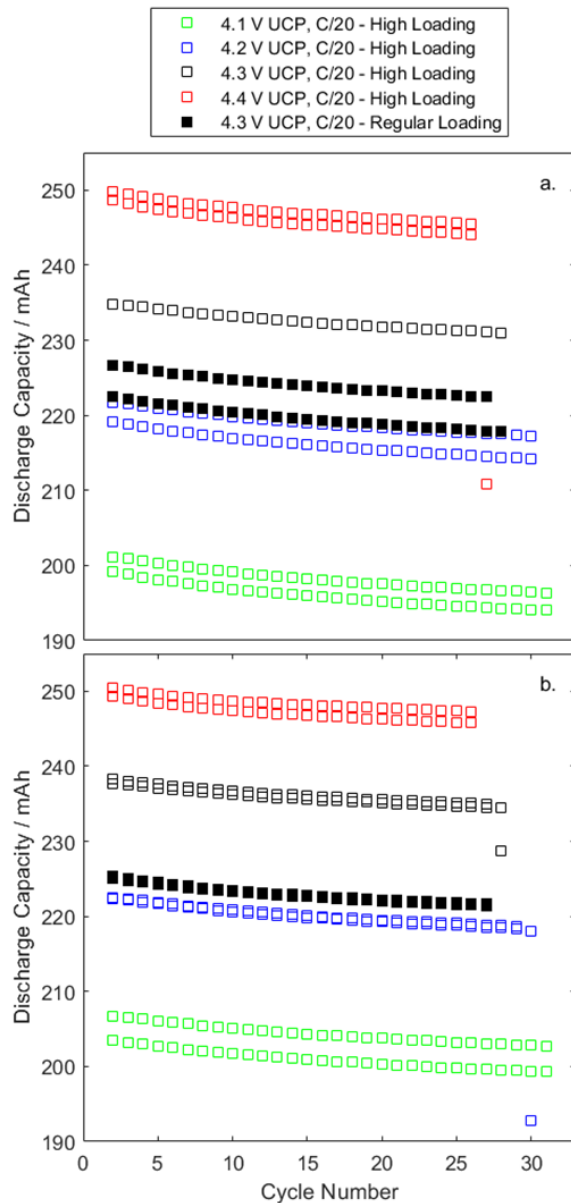 4.1 V UCP, C/20 - High Loading
4.2 V UCP, C/20 - High Loading
4.3 V UCP, C/20 - High Loading
4.4 V UCP, C/20 - High Loading
4.3 V UCP, C/20 - Regular Loading
a.
250
240
230
220
210
200
190
Discharge Capacity / mAh
b.
250
240
230
220
210
200
190
Discharge Capacity / mAh
0 5 10 15 20 25 30
Cycle Number